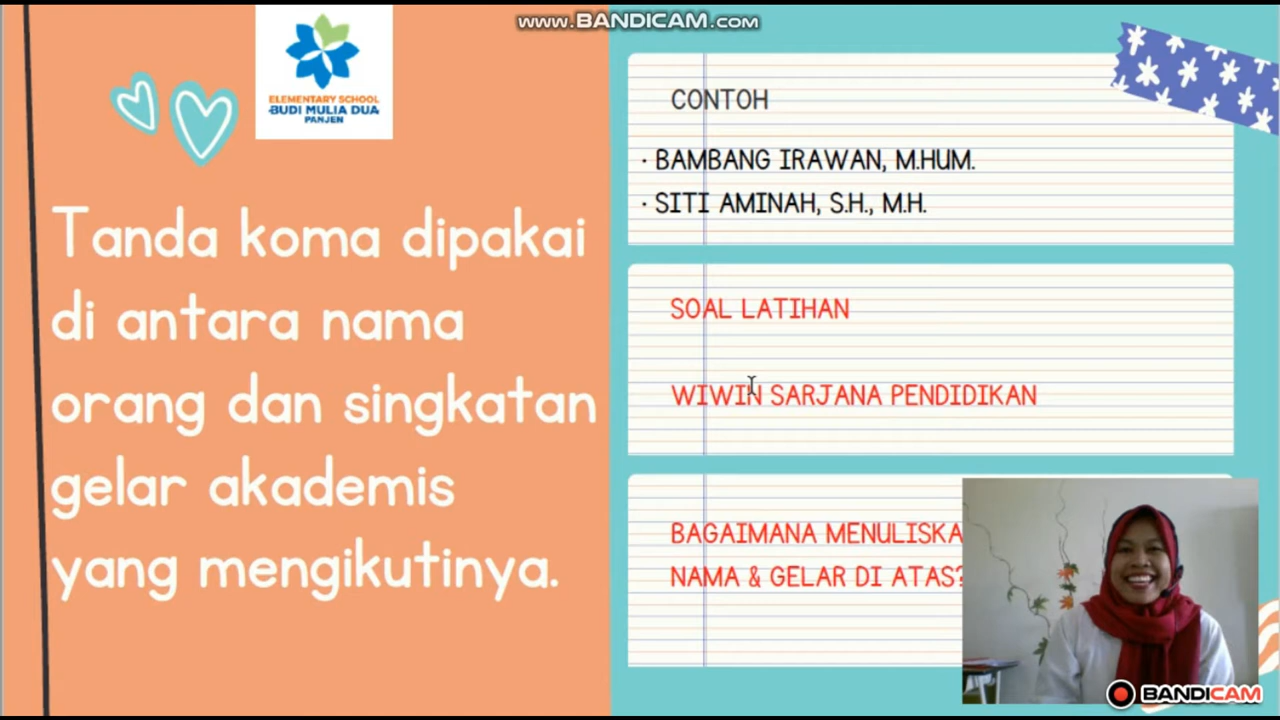 www.BANDICAM.com
ELEMENTARY SCHOOL
BUDI MULIA DUA
PANJEN
Tanda koma dipakai
di antara nama
orang dan singkatan
gelar akademis
yang mengikutinya.
CONTOH
· BAMBANG IRAWAN, M.HUM.
· SITI AMINAH, S.H., M.H.
SOAL LATIHAN
WIWIN SARJANA PENDIDIKAN
BAGAIMANA MENULISKA
NAMA & GELAR DI ATAS?
BANDICAM